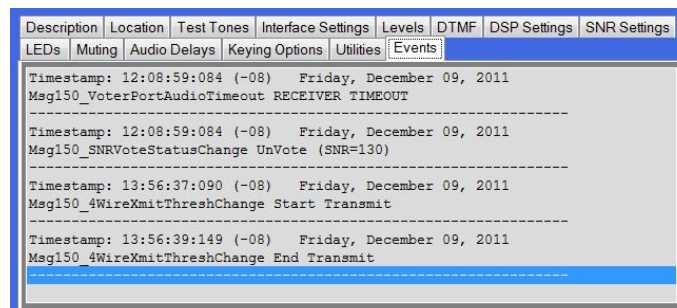 Description Location Test Tones Interface Settings Levels DTMF DSP Settings SNR Settings
LEDs Muting Audio Delays Keying Options Utilities Events
Timestamp: 12:08:59:084 (-08) Friday, December 09, 2011
Msg150_VoterPortAudioTimeout RECEIVER TIMEOUT
----------------------------------------------------------------
Timestamp: 12:08:59:084 (-08) Friday, December 09, 2011
Msg150_SNRVoteStatusChange UnVote (SNR=130)
----------------------------------------------------------------
Timestamp: 13:56:37:090 (-08) Friday, December 09, 2011
Msg150_4WireXmitThreshChange Start Transmit
----------------------------------------------------------------
Timestamp: 13:56:39:149 (-08) Friday, December 09, 2011
Msg150_4WireXmitThreshChange End Transmit
----------------------------------------------------------------